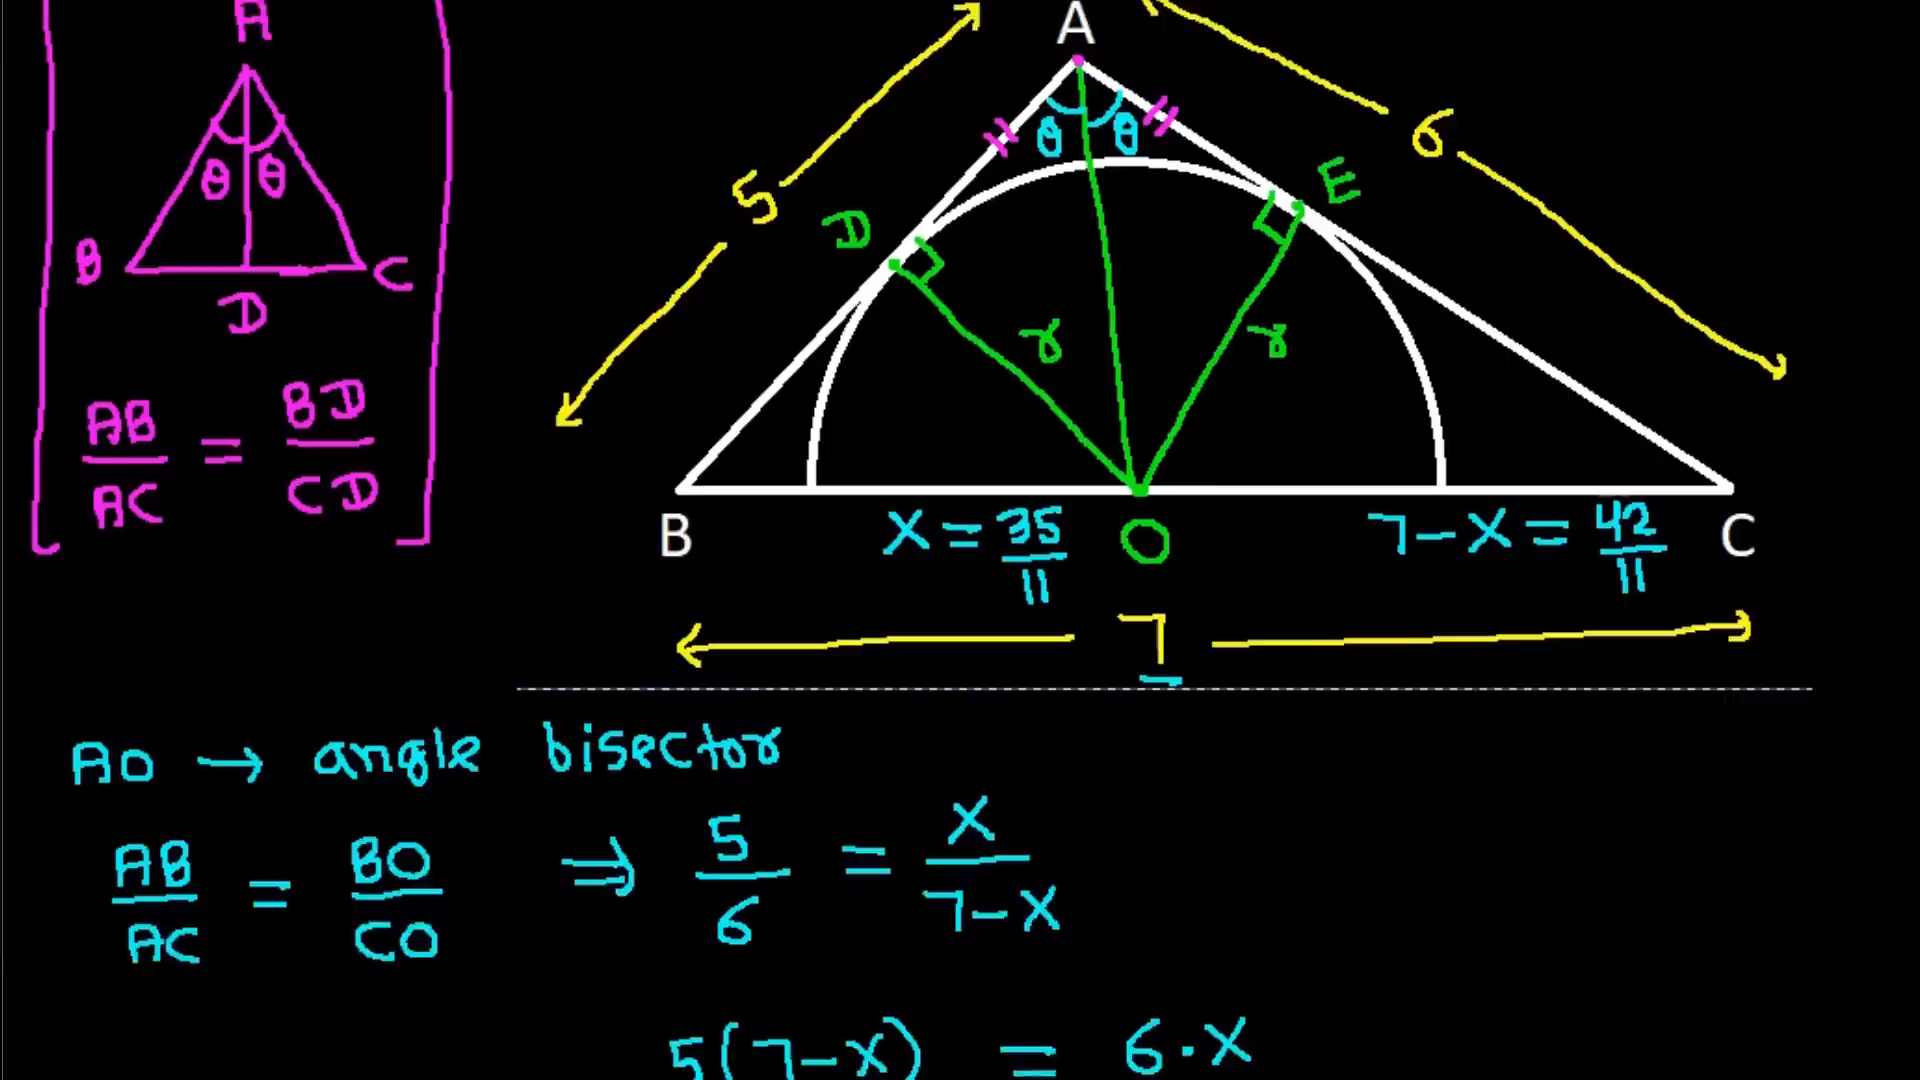 A
θ θ
B C
D
AB/AC = BD/CD
A
5
6
θ θ
D
E
r r
B
x = 35/11
O
7-x = 42/11
C
7
AO → angle bisector
AB/AC = BO/CO ⇒ 5/6 = x/7-x
5(7-x) = 6·x